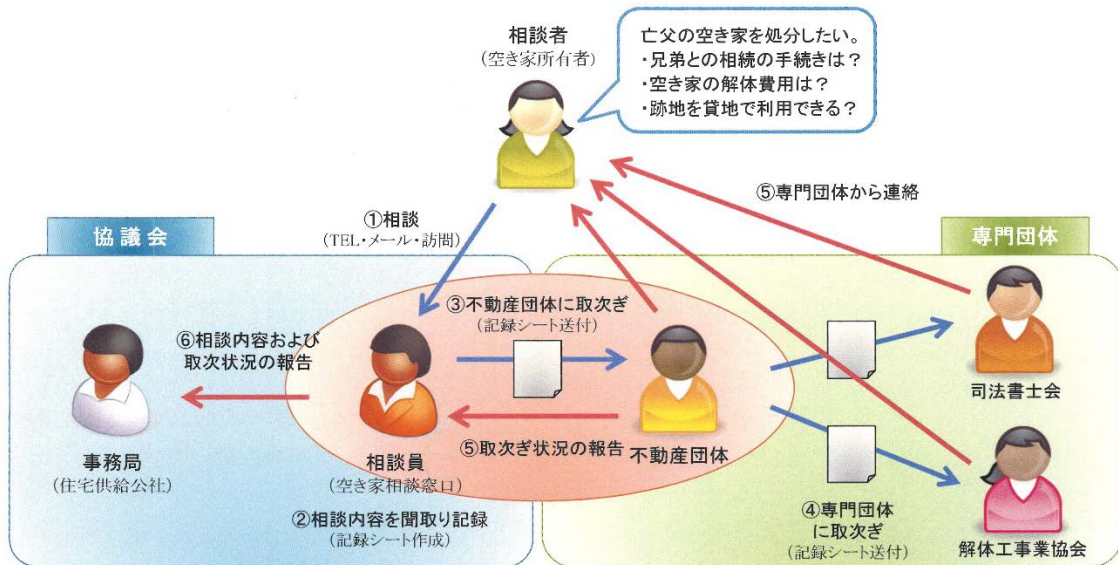 相談者
(空き家所有者)
亡父の空き家を処分したい。
・兄弟との相続の手続きは?
・空き家の解体費用は?
・跡地を貸地で利用できる?
⑤専門団体から連絡
①相談
(TEL・メール・訪問)
協議会
専門団体
③不動産団体に取次ぎ
(記録シート送付)
⑥相談内容および
取次状況の報告
司法書士会
⑤取次ぎ状況の報告
不動産団体
事務局
(住宅供給公社)
相談員
(空き家相談窓口)
②相談内容を聞取り記録
(記録シート作成)
④専門団体
に取次ぎ
(記録シート送付)
解体工事業協会